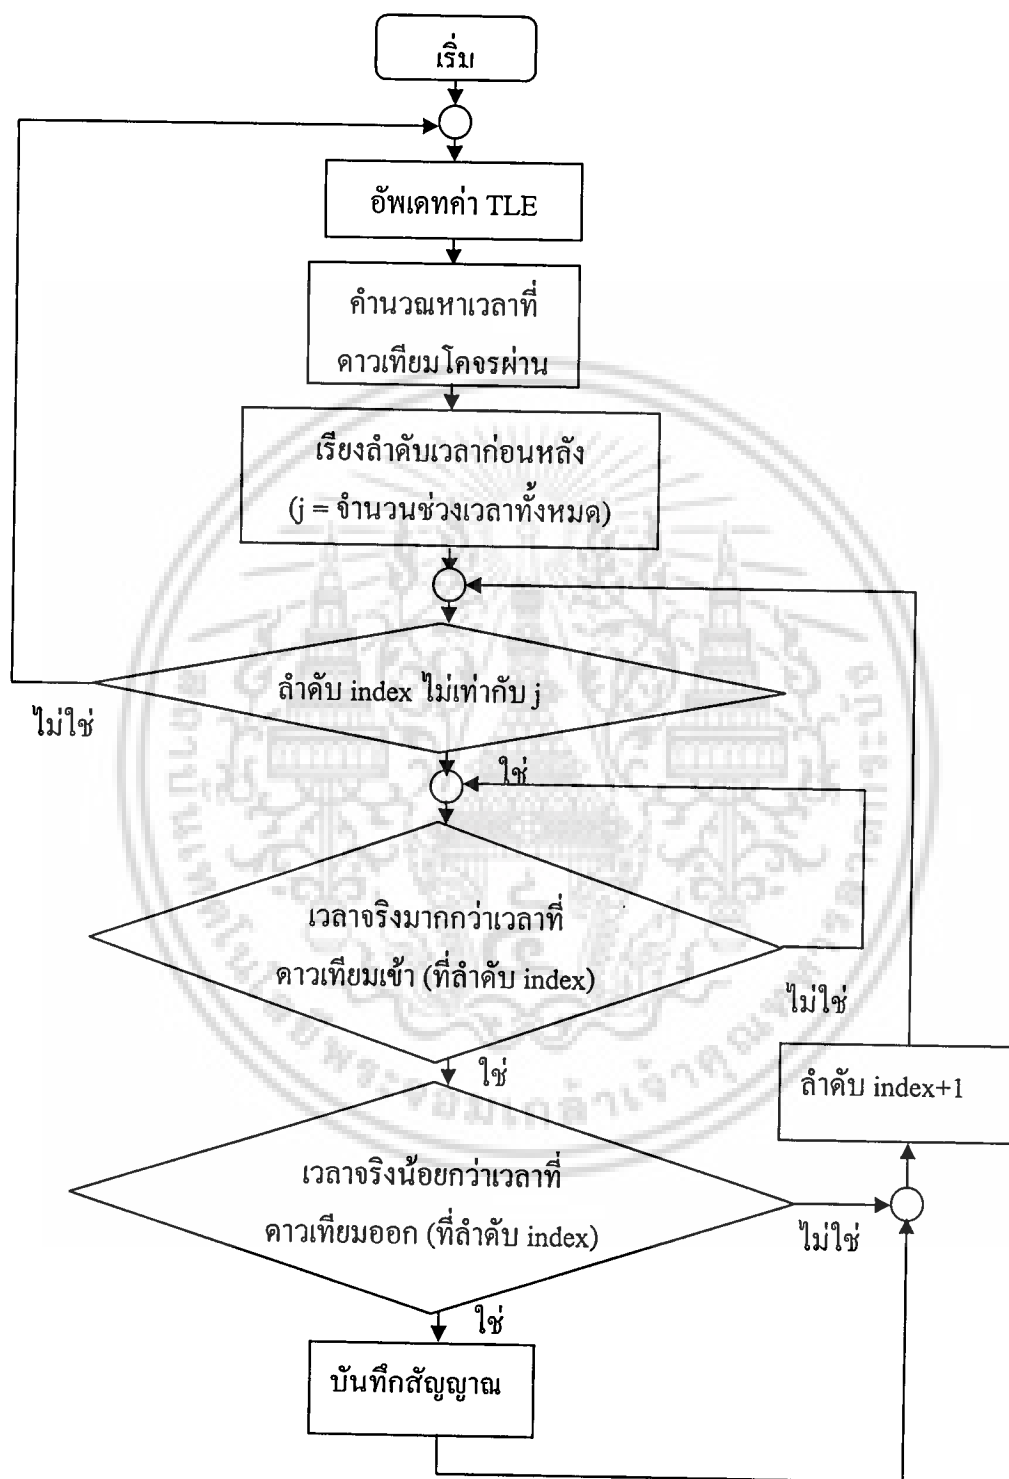 เริ่ม
อัพเดทค่า TLE
คำนวณหาเวลาที่
ดาวเทียมโคจรผ่าน
เรียงลำดับเวลาก่อนหลัง
(j = จำนวนช่วงเวลาทั้งหมด)
ลำดับ index ไม่เท่ากับ j
ไม่ใช่
ใช่
เวลาจริงมากกว่าเวลาที่
ดาวเทียมเข้า (ที่ลำดับ index)
ไม่ใช่
ใช่
ลำดับ index+1
เวลาจริงน้อยกว่าเวลาที่
ดาวเทียมออก (ที่ลำดับ index)
ไม่ใช่
ใช่
บันทึกสัญญาณ